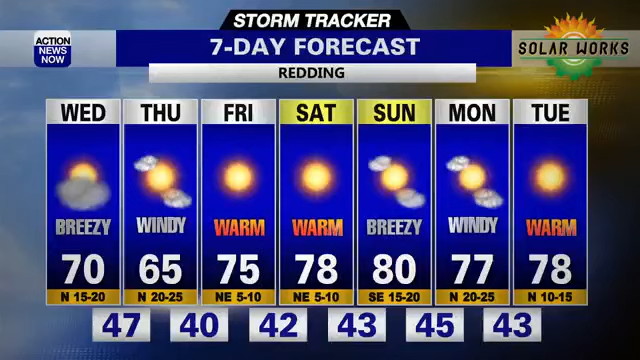 STORM TRACKER
ACTION
NEWS
NOW
7-DAY FORECAST
SOLAR WORKS
REDDING
WED THU FRI SAT SUN MON TUE
BREEZY WINDY WARM WARM BREEZY WINDY WARM
70 65 75 78 80 77 78
N 15-20 N 20-25 NE 5-10 NE 5-10 SE 15-20 N 20-25 N 10-15
47 40 42 43 45 43